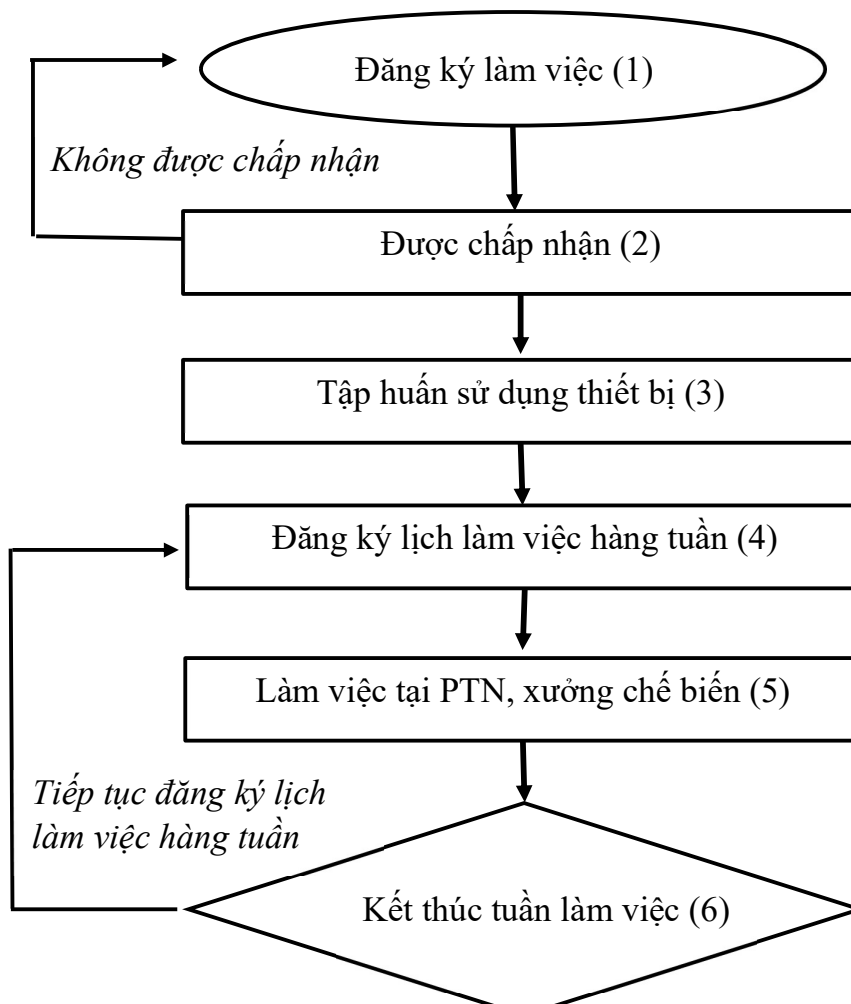 Đăng ký làm việc (1)
Không được chấp nhận
Được chấp nhận (2)
Tập huấn sử dụng thiết bị (3)
Đăng ký lịch làm việc hàng tuần (4)
Làm việc tại PTN, xưởng chế biến (5)
Tiếp tục đăng ký lịch
làm việc hàng tuần
Kết thúc tuần làm việc (6)